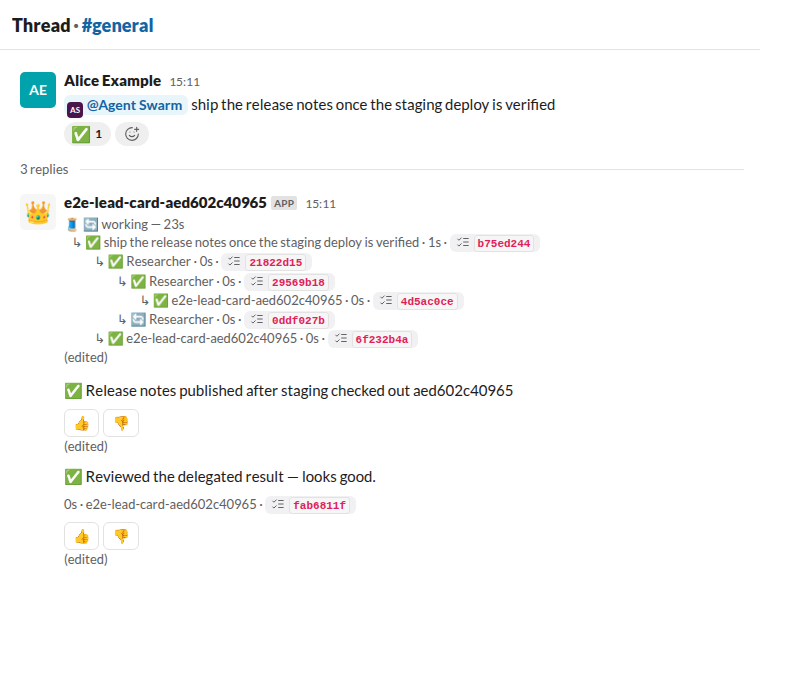 Thread • #general
AE
Alice Example 15:11
AS @Agent Swarm ship the release notes once the staging deploy is verified
✅ 1
3 replies
e2e-lead-card-aed602c40965 APP 15:11
🧵 🔄 working — 23s
↳ ✅ ship the release notes once the staging deploy is verified · 1s · b75ed244
↳ ✅ Researcher · 0s · 21822d15
↳ ✅ Researcher · 0s · 29569b18
↳ ✅ e2e-lead-card-aed602c40965 · 0s · 4d5ac0ce
↳ 🔄 Researcher · 0s · 0ddf027b
↳ ✅ e2e-lead-card-aed602c40965 · 0s · 6f232b4a
(edited)
✅ Release notes published after staging checked out aed602c40965
👍 👎
(edited)
✅ Reviewed the delegated result — looks good.
0s · e2e-lead-card-aed602c40965 · fab6811f
👍 👎
(edited)